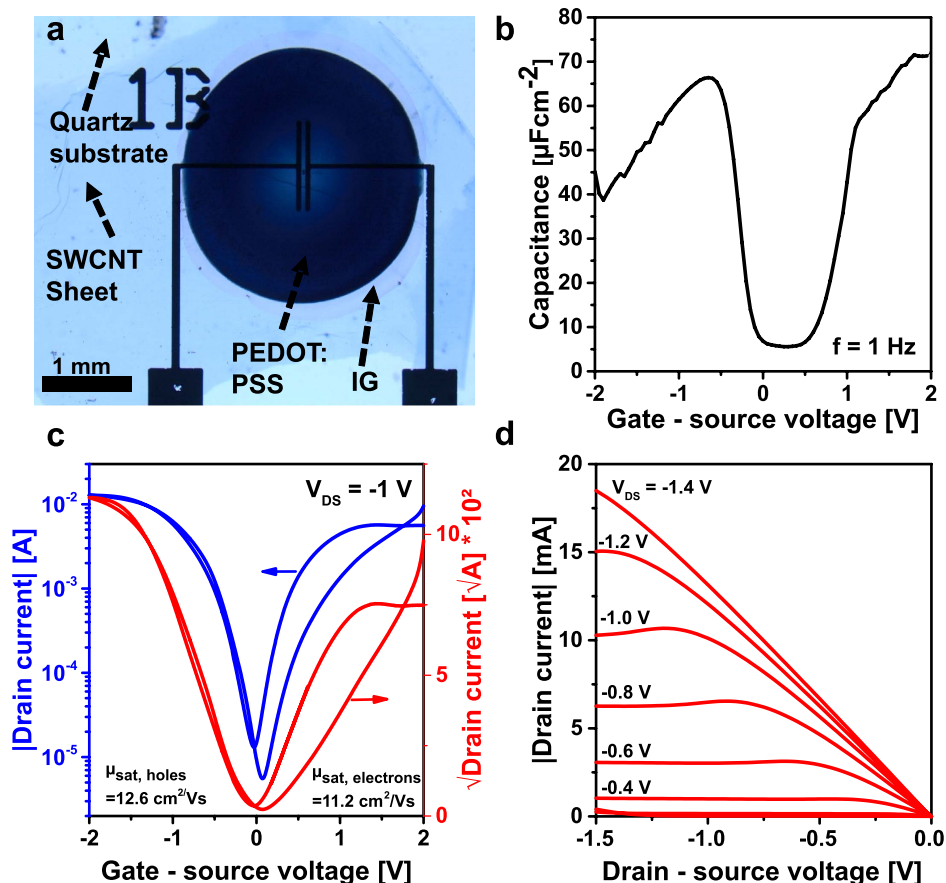 a
1B
Quartz
substrate
SWCNT
Sheet
1 mm
PEDOT:
PSS
IG
b
Capacitance [µFcm-2]
80
70
60
50
40
30
20
10
0
f = 1 Hz
-2
-1
0
1
2
Gate - source voltage [V]
c
|Drain current| [A]
10-2
10-3
10-4
10-5
VDS = -1 V
µsat, holes
=12.6 cm2/Vs
µsat, electrons
=11.2 cm2/Vs
10
5
0
√Drain current [√A] * 10²
-2
-1
0
1
2
Gate - source voltage [V]
d
|Drain current| [mA]
20
15
10
5
0
VDS = -1.4 V
-1.2 V
-1.0 V
-0.8 V
-0.6 V
-0.4 V
-1.5
-1.0
-0.5
0.0
Drain - source voltage [V]